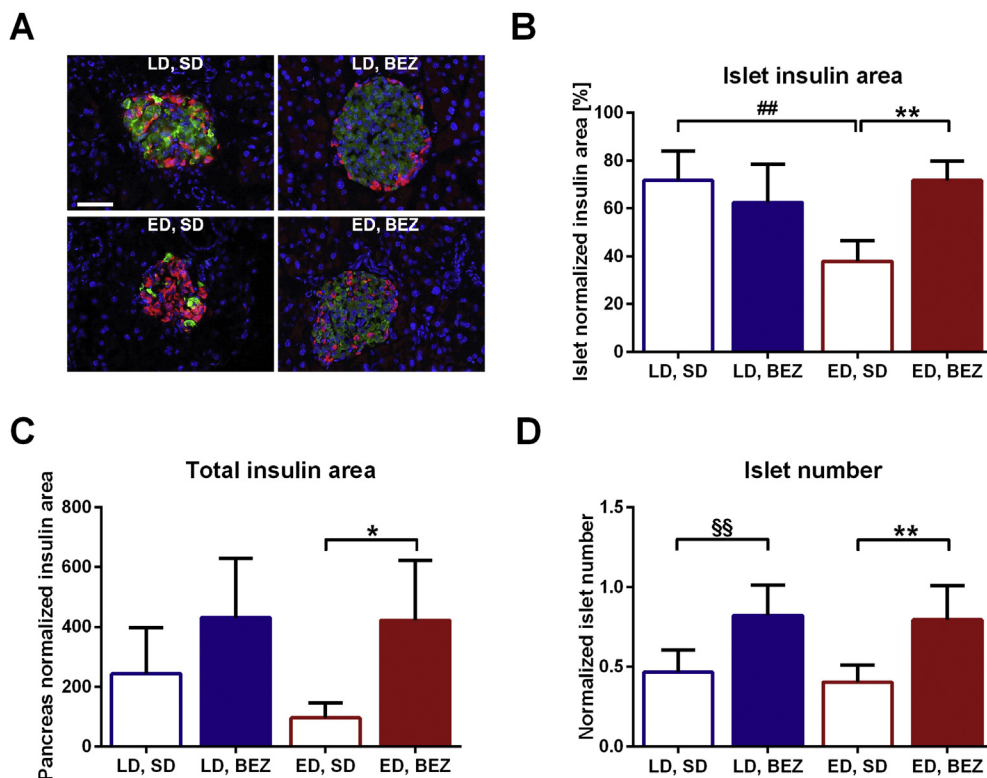 A
LD, SD
LD, BEZ
ED, SD
ED, BEZ
B
Islet insulin area
Islet normalized insulin area [%]
100
80
60
40
20
0
##
**
LD, SD
LD, BEZ
ED, SD
ED, BEZ
C
Total insulin area
Pancreas normalized insulin area
800
600
400
200
0
*
LD, SD
LD, BEZ
ED, SD
ED, BEZ
D
Islet number
Normalized islet number
1.5
1.0
0.5
0.0
§§
**
LD, SD
LD, BEZ
ED, SD
ED, BEZ